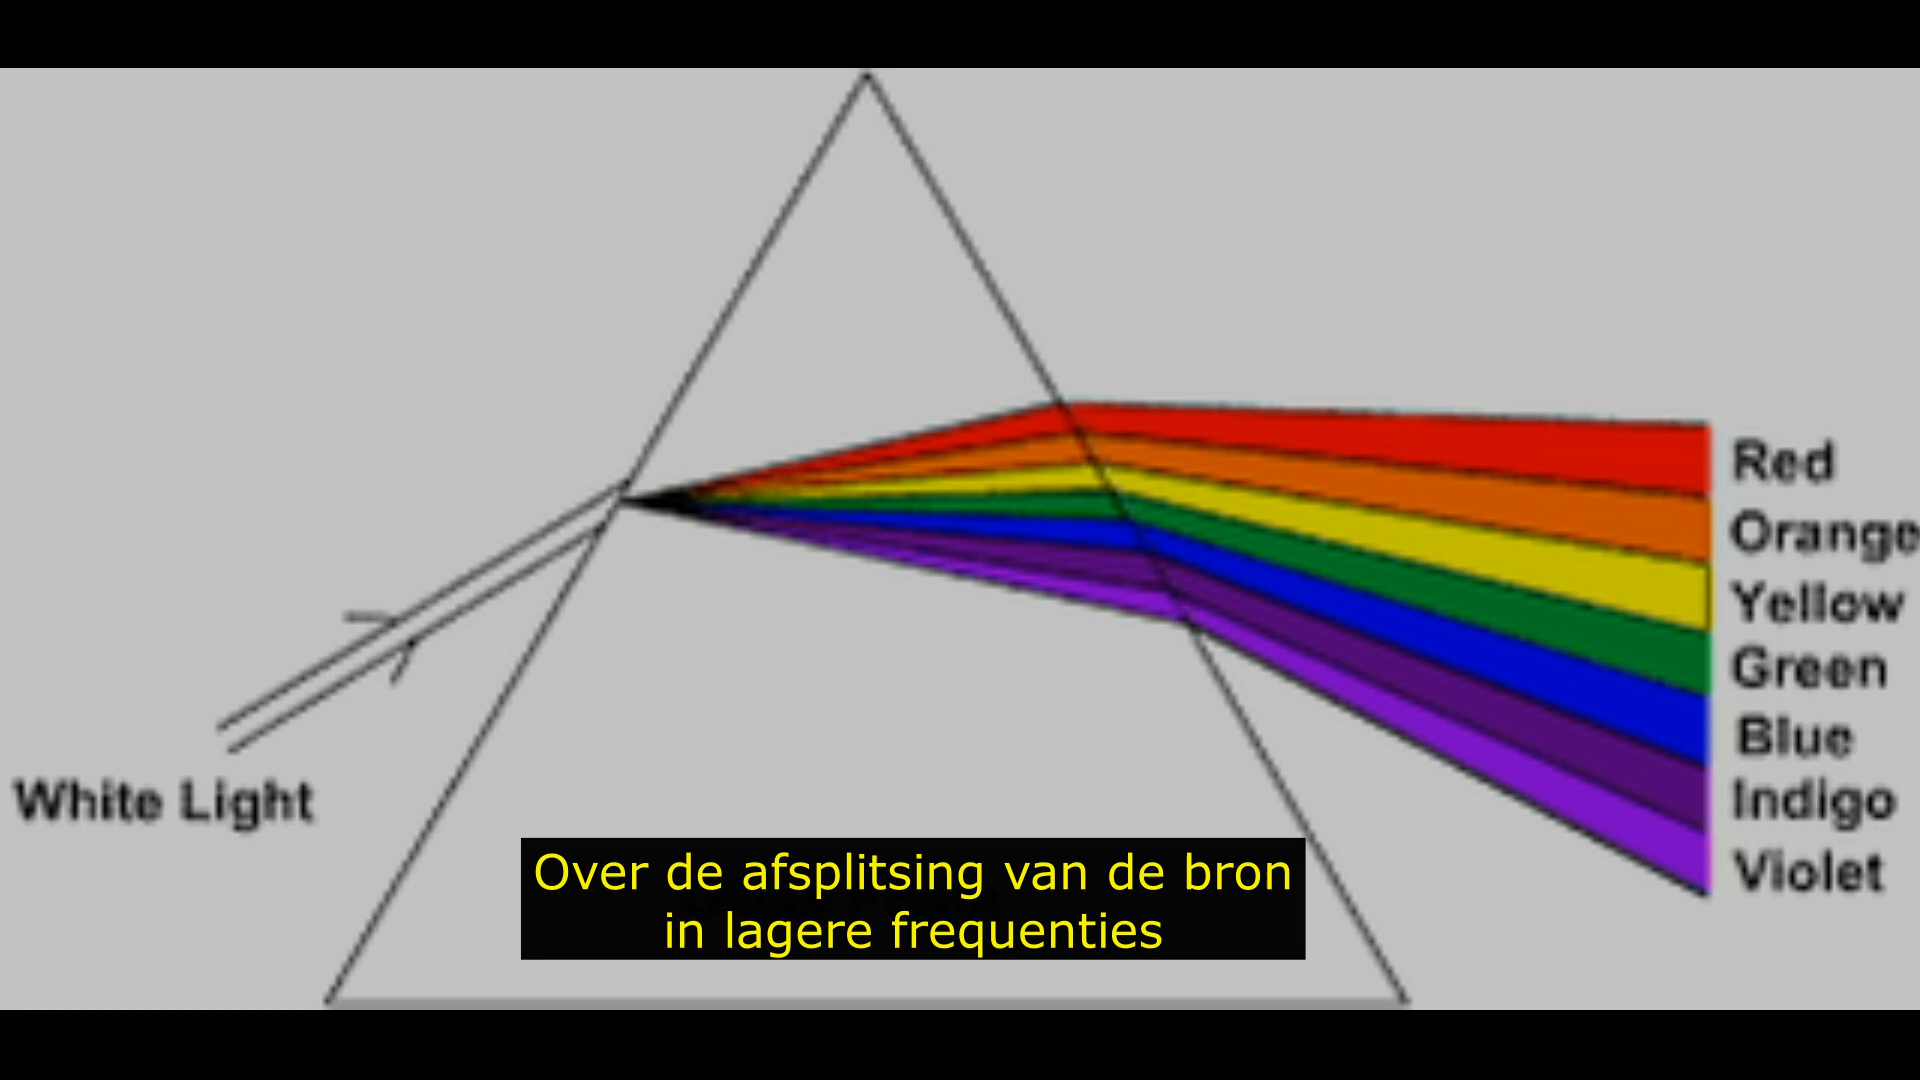 Red
Orange
Yellow
Green
Blue
Indigo
Violet
White Light
Over de afsplitsing van de bron
in lagere frequenties